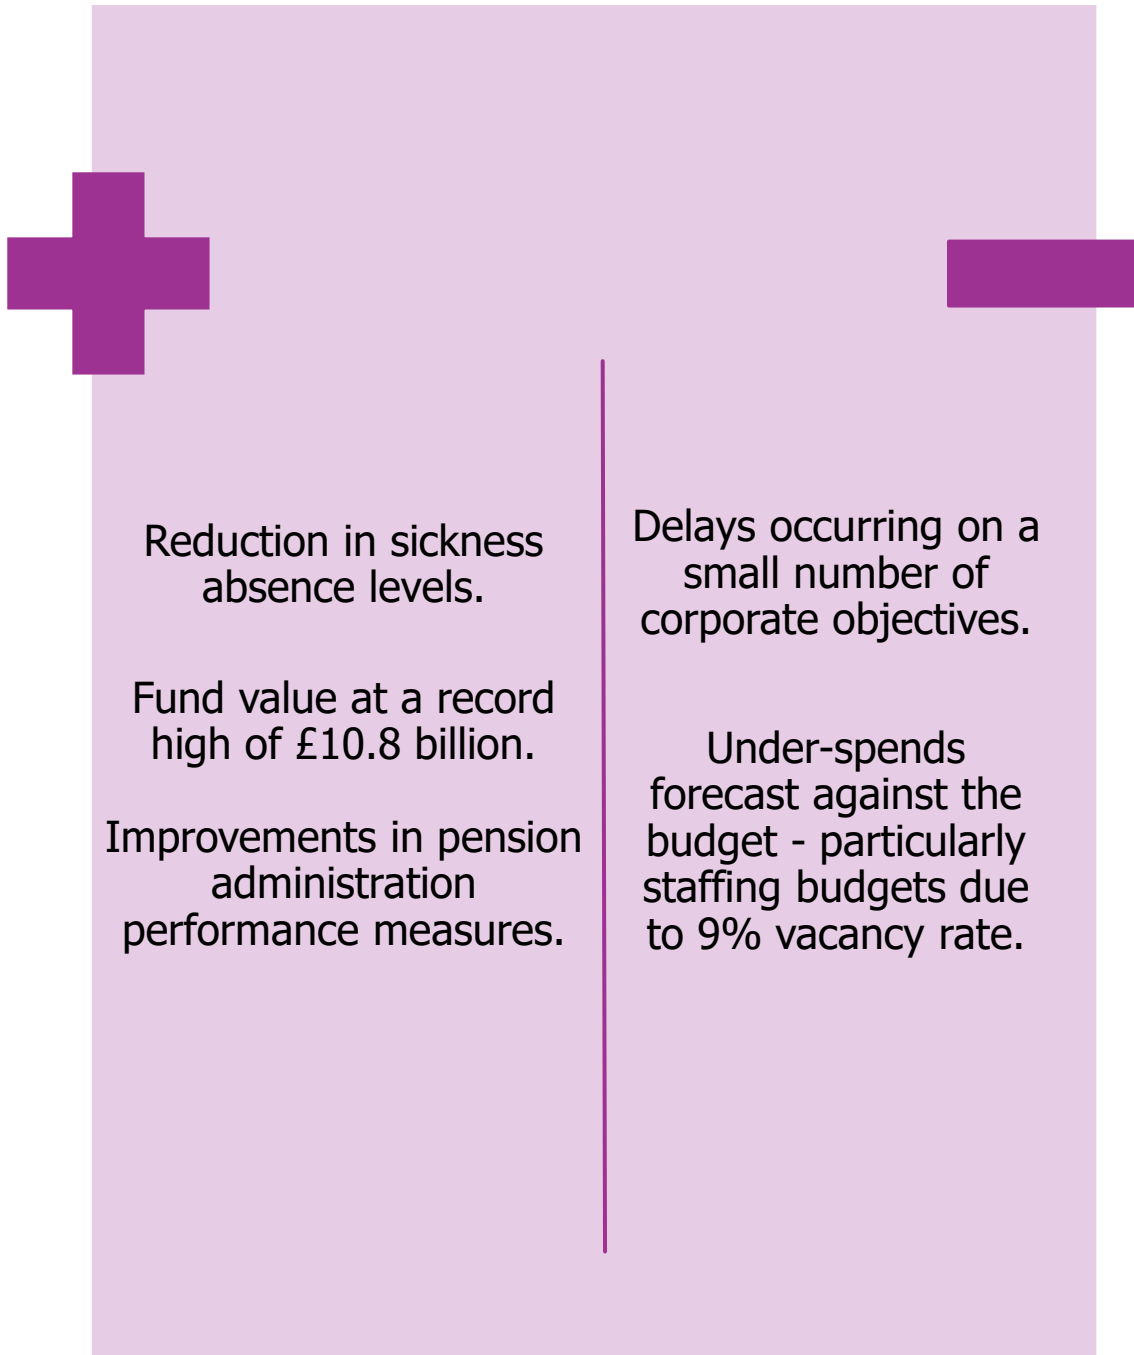 Reduction in sickness
absence levels.
Fund value at a record
high of £10.8 billion.
Improvements in pension
administration
performance measures.
Delays occurring on a
small number of
corporate objectives.
Under-spends
forecast against the
budget - particularly
staffing budgets due
to 9% vacancy rate.